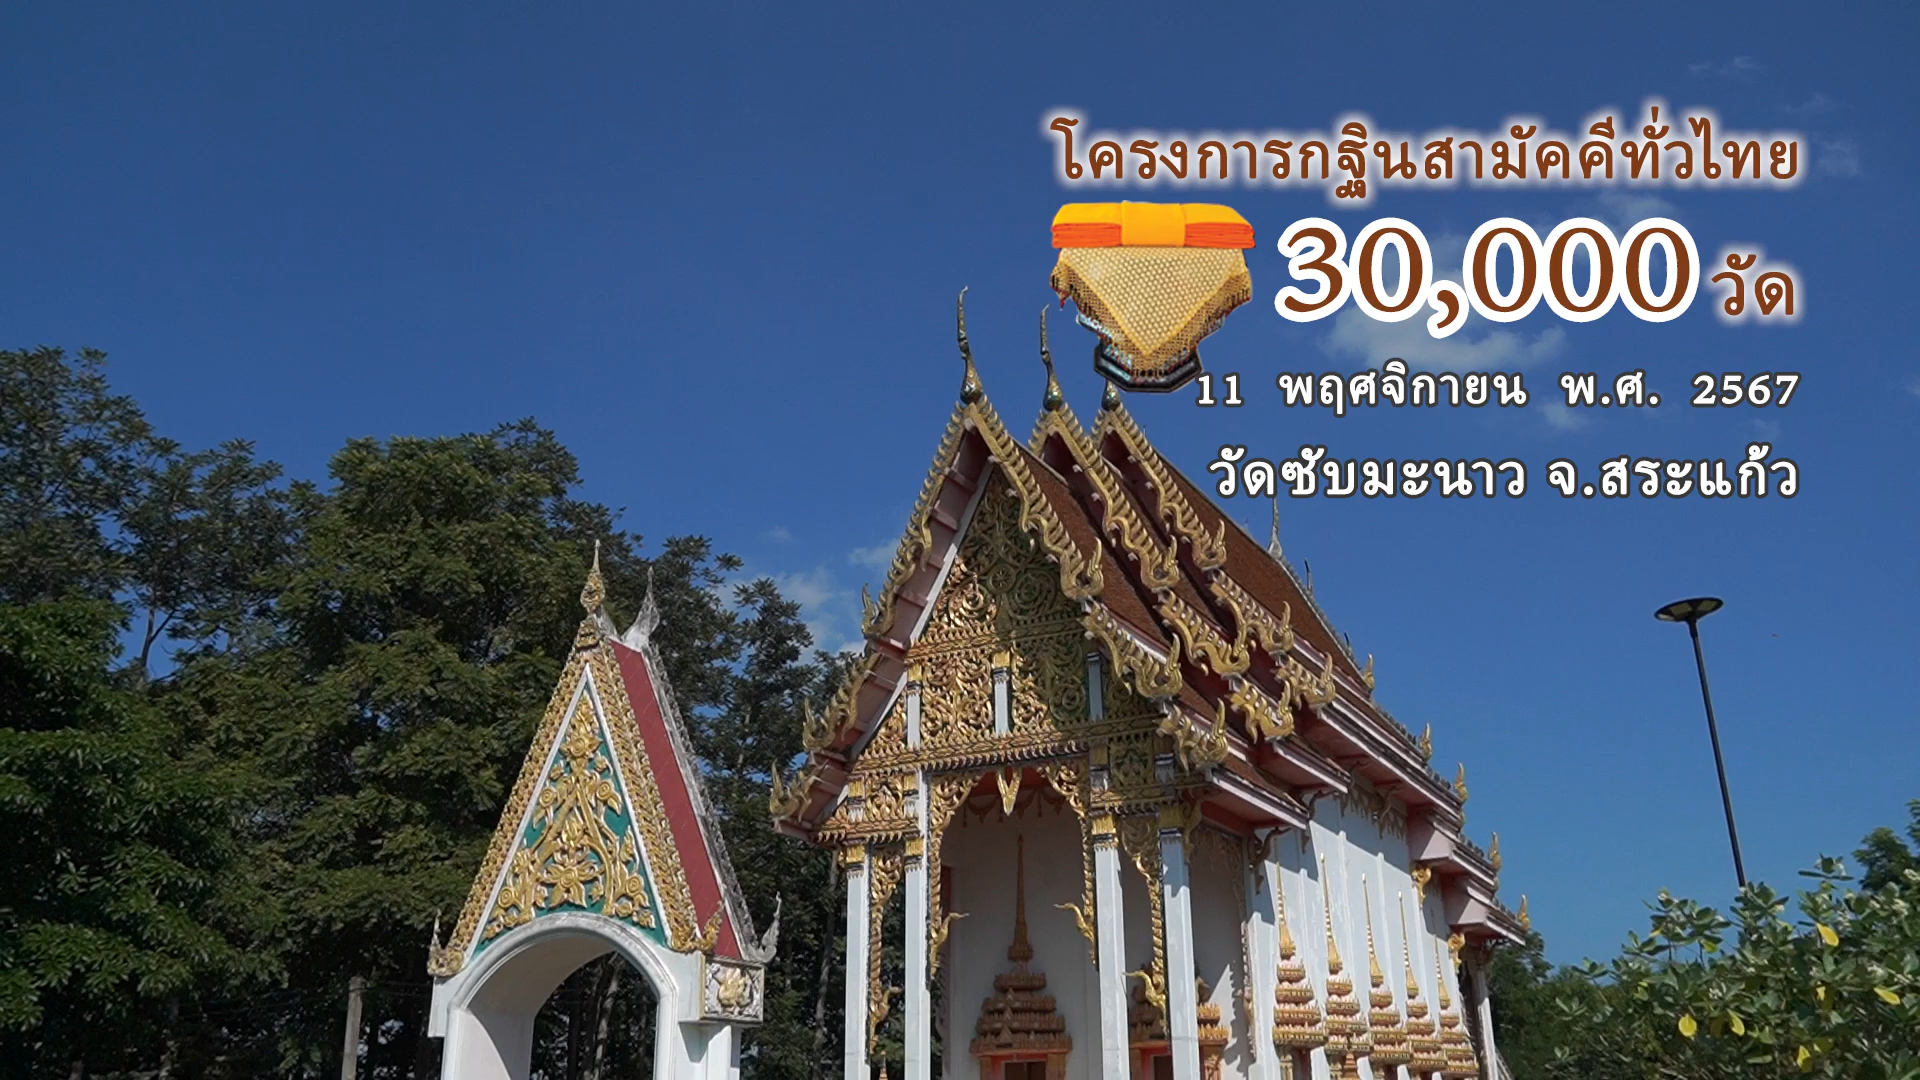 โครงการกฐินสามัคคีทั่วไทย
30,000 วัด
11 พฤศจิกายน พ.ศ. 2567
วัดซับมะนาว จ.สระแก้ว